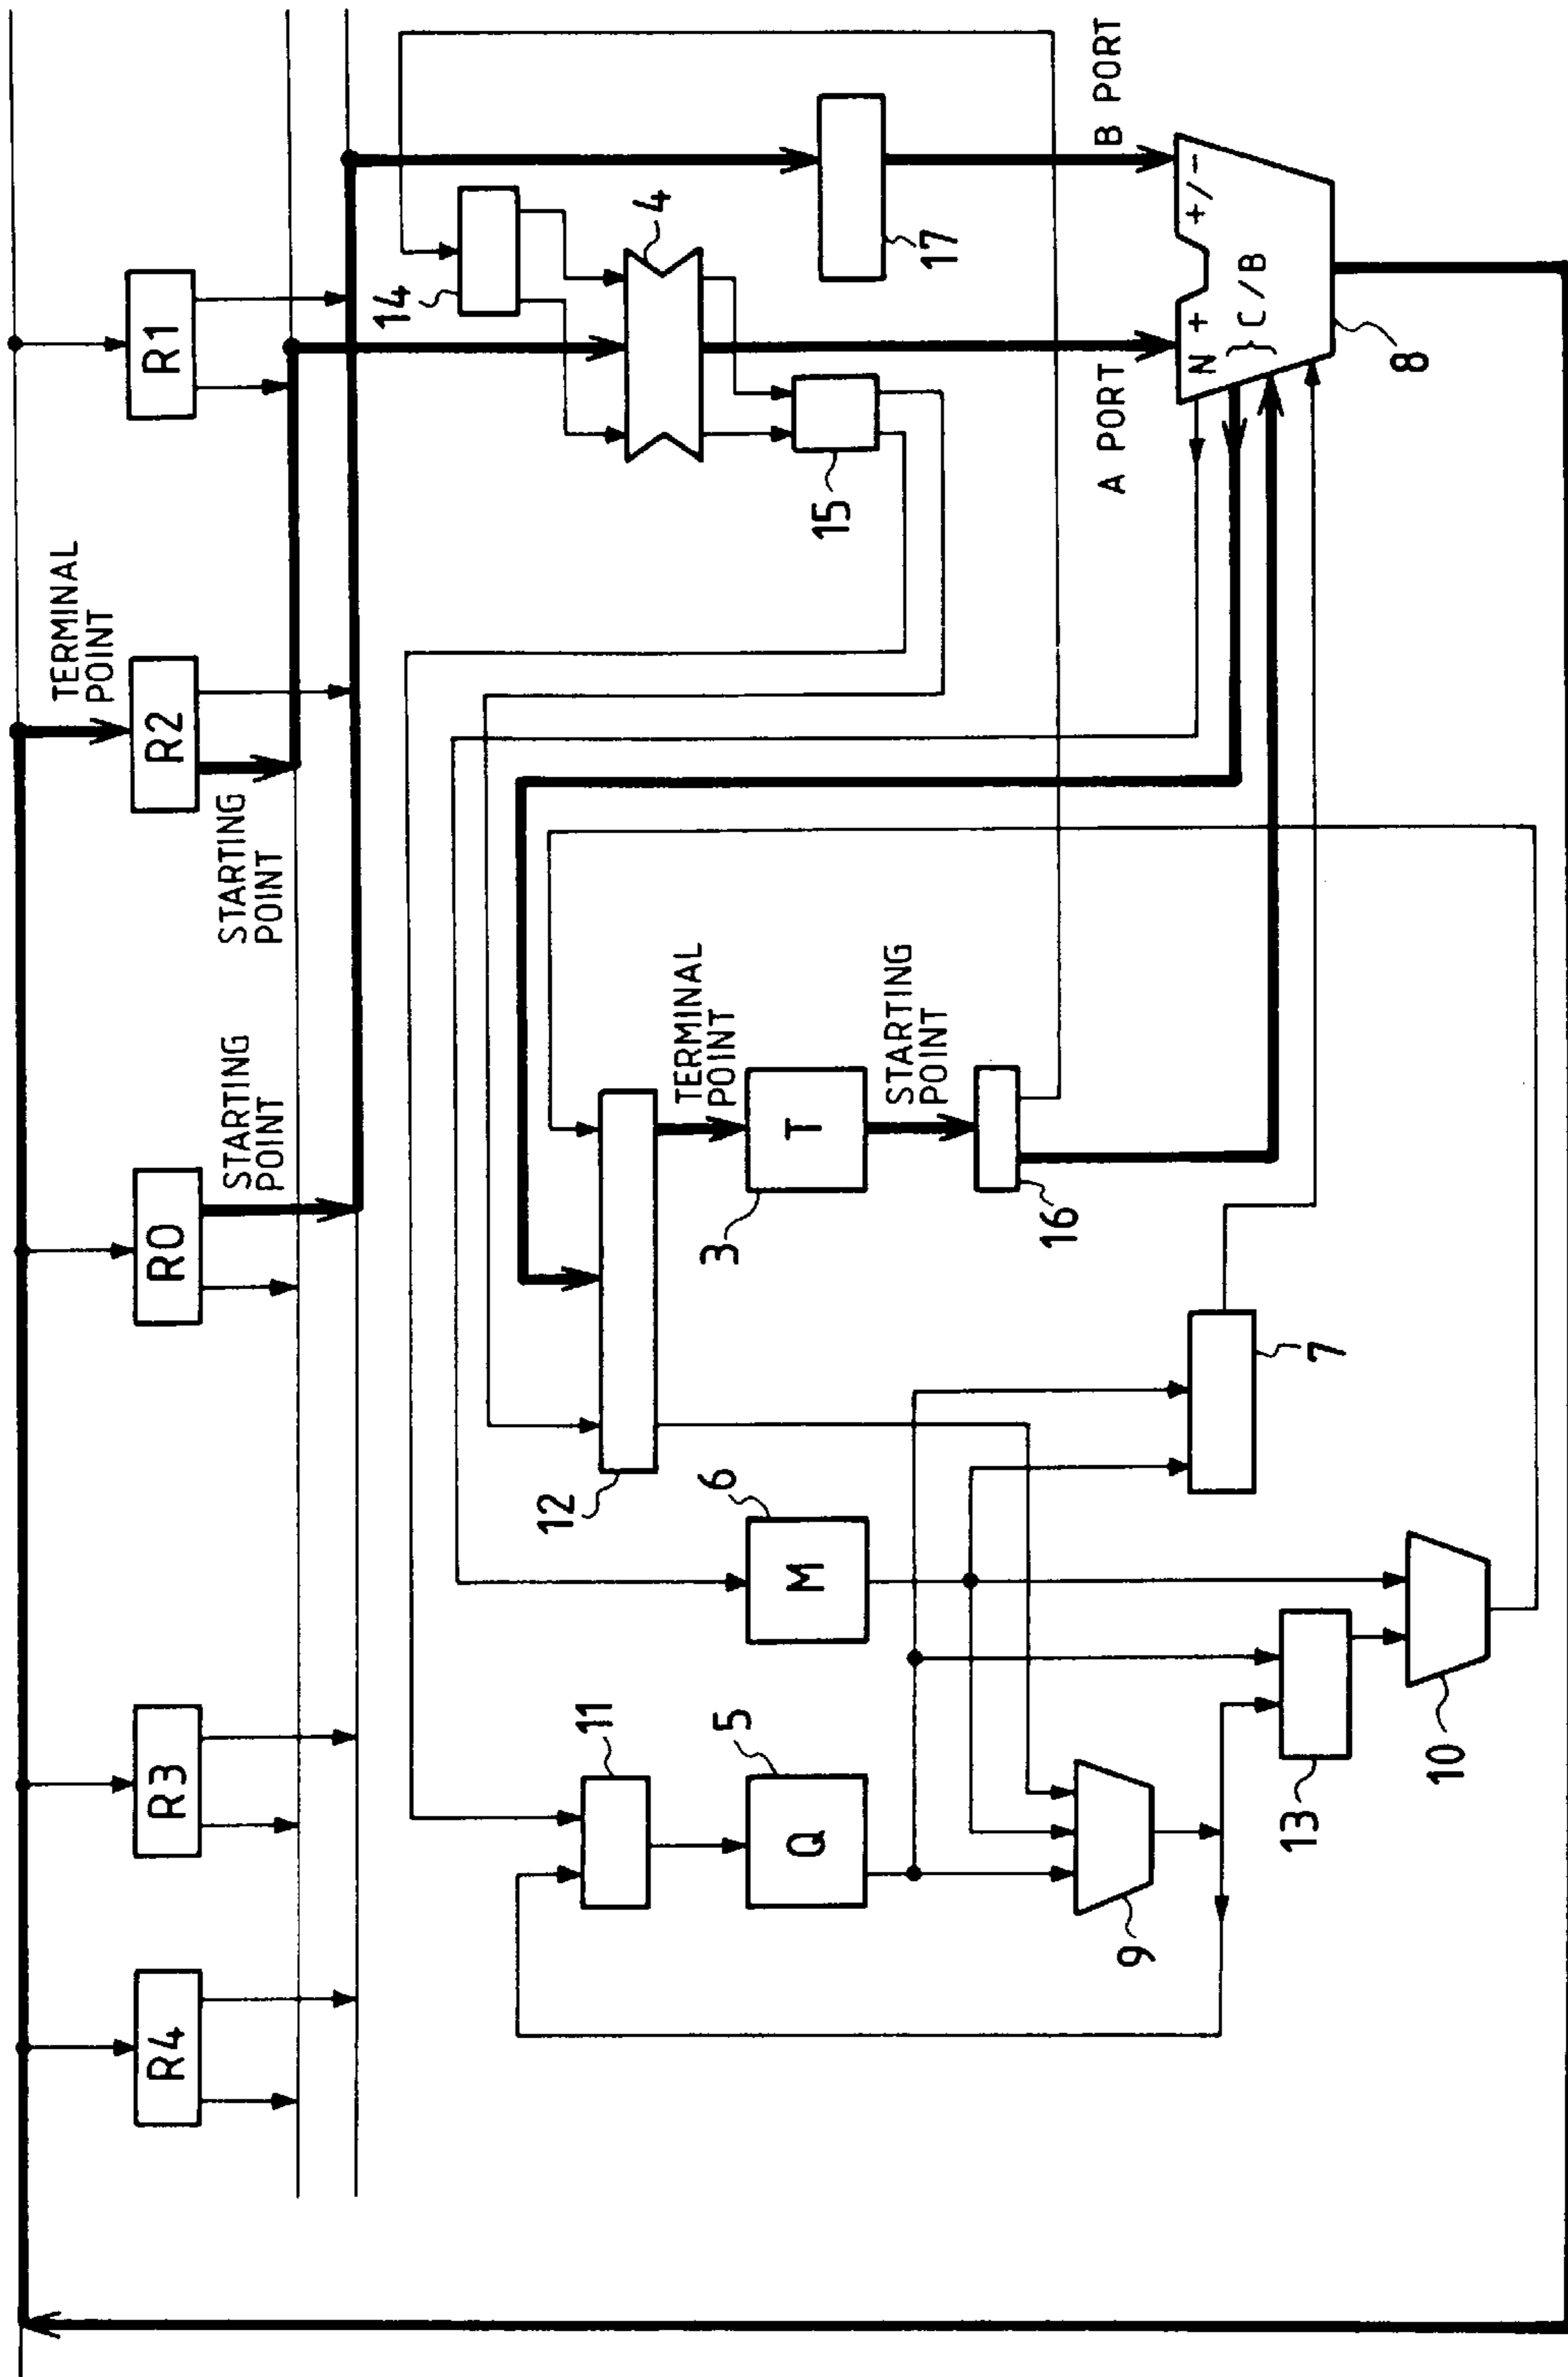 R4
R3
R0
R2
R1
TERMINAL
POINT
STARTING
POINT
STARTING
POINT
14
4
15
17
A PORT
B PORT
N + +/-
} C/B
8
11
5
Q
9
6
M
12
TERMINAL
POINT
3
T
STARTING
POINT
16
7
13
10